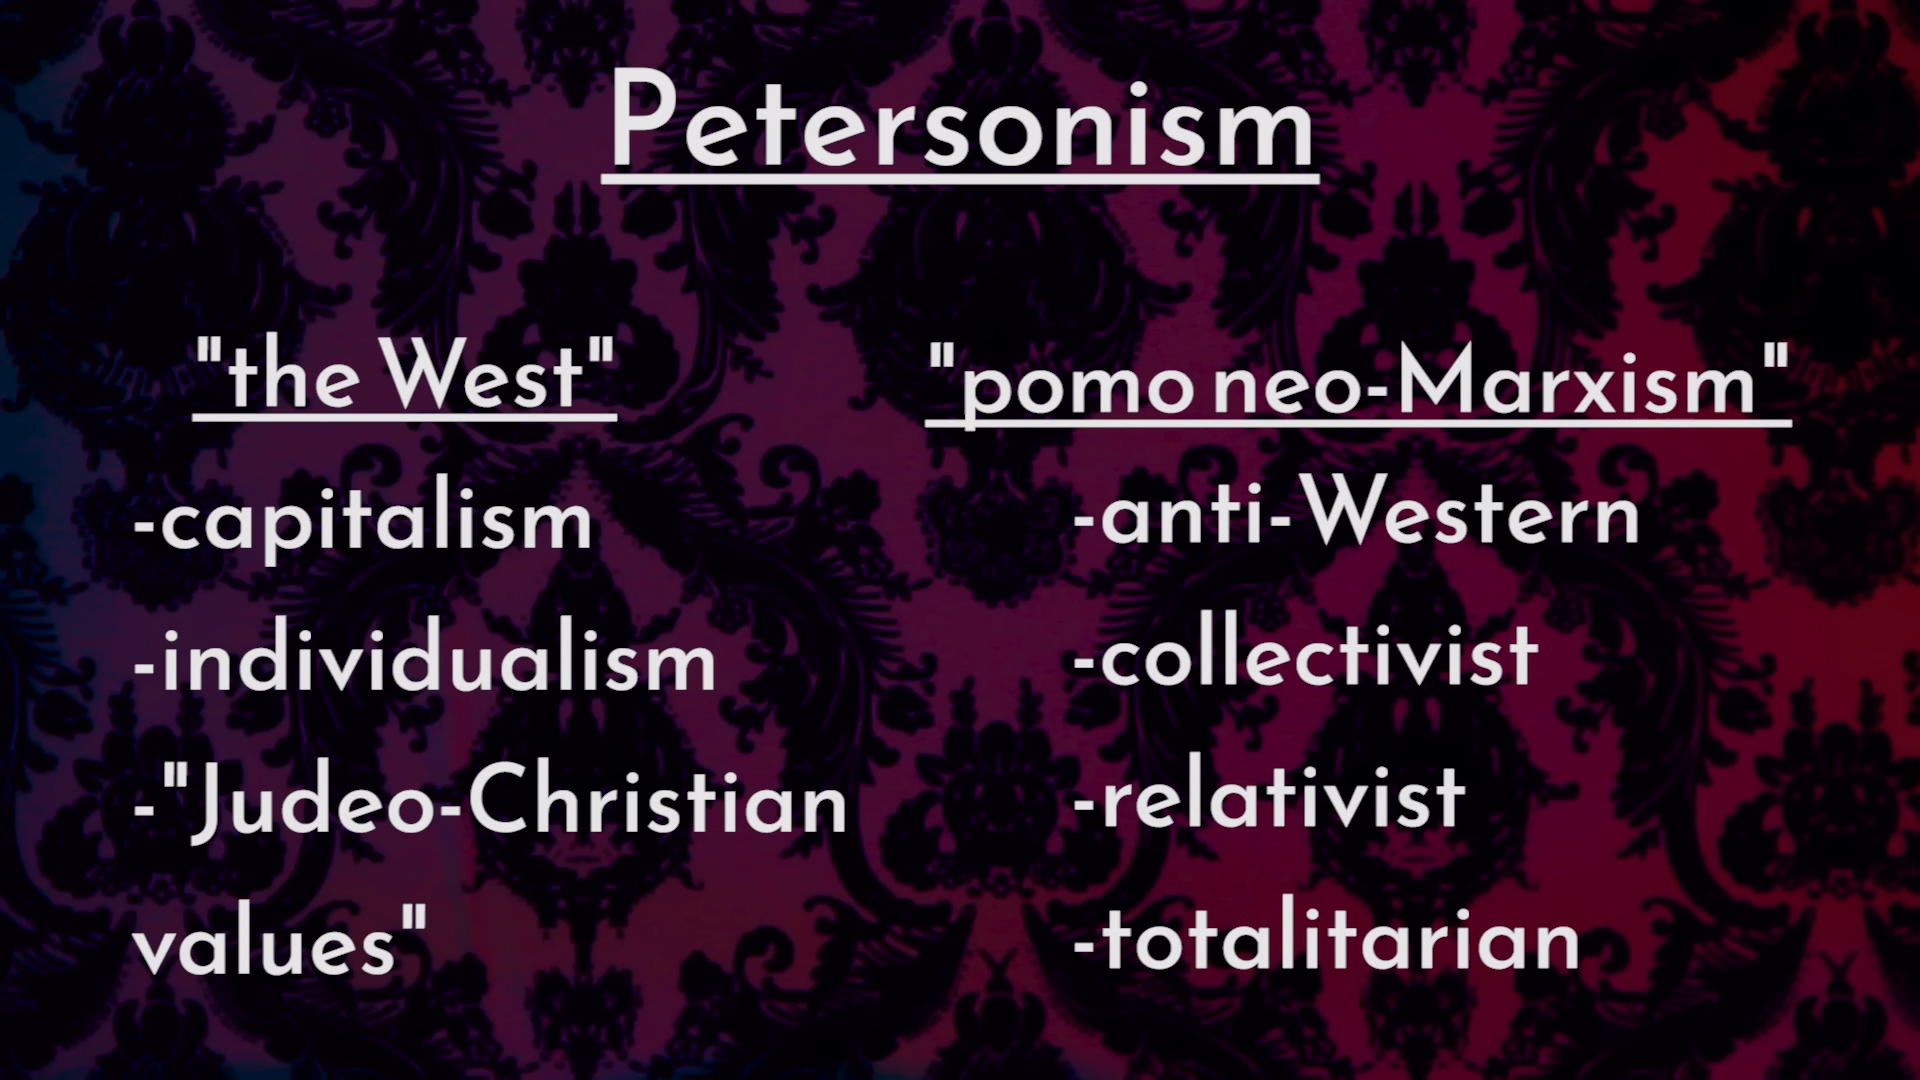 Petersonism
"the West"
-capitalism
-individualism
-"Judeo-Christian
values"
"pomo neo-Marxism"
-anti-Western
-collectivist
-relativist
-totalitarian